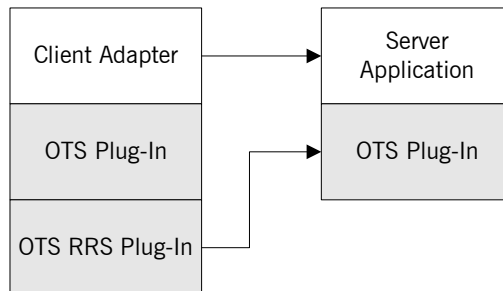 Client Adapter
Server
Application
OTS Plug-In
OTS Plug-In
OTS RRS Plug-In